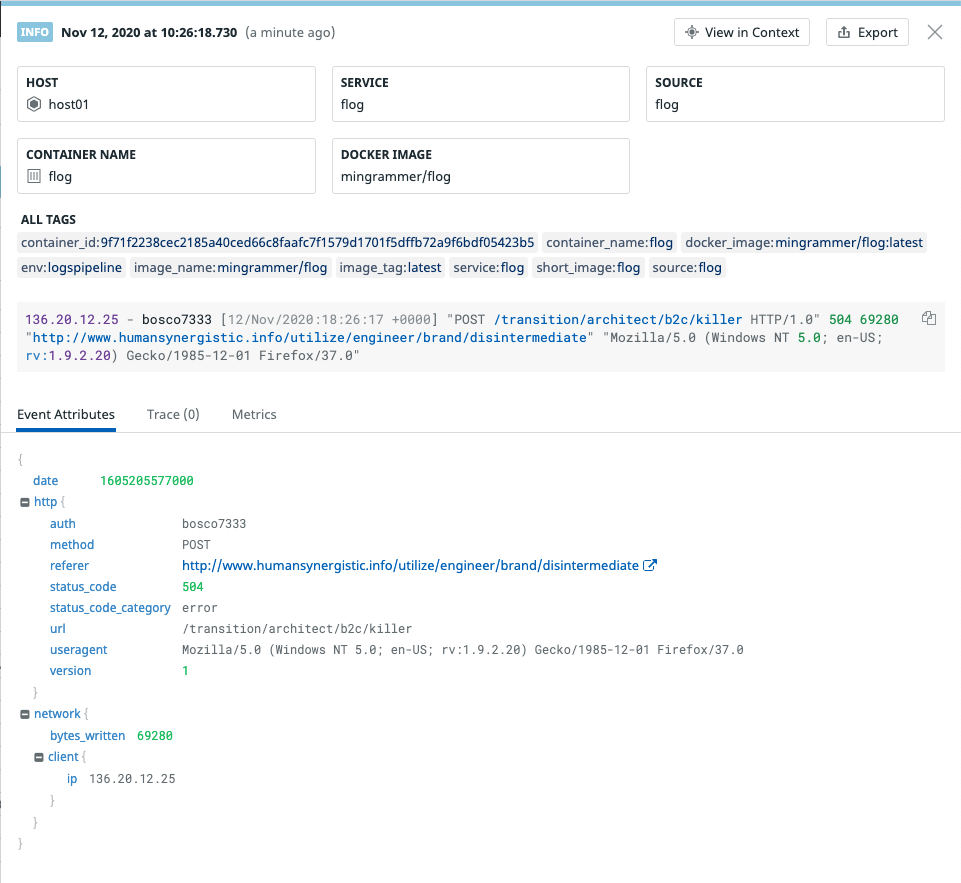 INFO Nov 12, 2020 at 10:26:18.730 (a minute ago) View in Context Export
HOST SERVICE SOURCE
host01 flog flog
CONTAINER NAME DOCKER IMAGE
flog mingrammer/flog
ALL TAGS
container_id:9f71f2238cec2185a40ced66c8faafc7f1579d1701f5dffb72a9f6bdf05423b5 container_name:flog docker_image:mingrammer/flog:latest
env:logspipeline image_name:mingrammer/flog image_tag:latest service:flog short_image:flog source:flog
136.20.12.25 - bosco7333 [12/Nov/2020:18:26:17 +0000] "POST /transition/architect/b2c/killer HTTP/1.0" 504 69280
"http://www.humansynergistic.info/utilize/engineer/brand/disintermediate" "Mozilla/5.0 (Windows NT 5.0; en-US;
rv:1.9.2.20) Gecko/1985-12-01 Firefox/37.0"
Event Attributes Trace (0) Metrics
{
date 1605205577000
http {
auth bosco7333
method POST
referer http://www.humansynergistic.info/utilize/engineer/brand/disintermediate
status_code 504
status_code_category error
url /transition/architect/b2c/killer
useragent Mozilla/5.0 (Windows NT 5.0; en-US; rv:1.9.2.20) Gecko/1985-12-01 Firefox/37.0
version 1
}
network {
bytes_written 69280
client {
ip 136.20.12.25
}
}
}